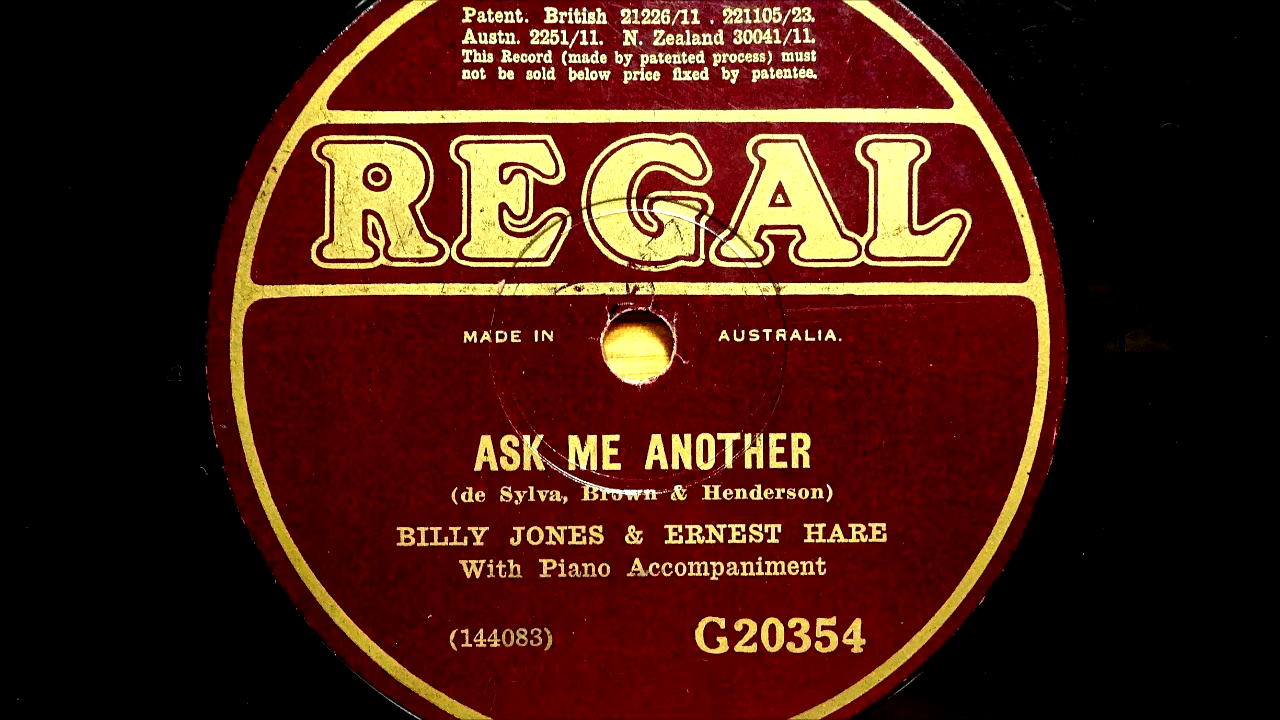 Patent. British 21226/11 . 221105/23.
Austn. 2251/11. N. Zealand 30041/11.
This Record (made by patented process) must
not be sold below price fixed by patentee.
REGAL
MADE IN AUSTRALIA.
ASK ME ANOTHER
(de Sylva, Brown & Henderson)
BILLY JONES & ERNEST HARE
With Piano Accompaniment
(144083) G20354